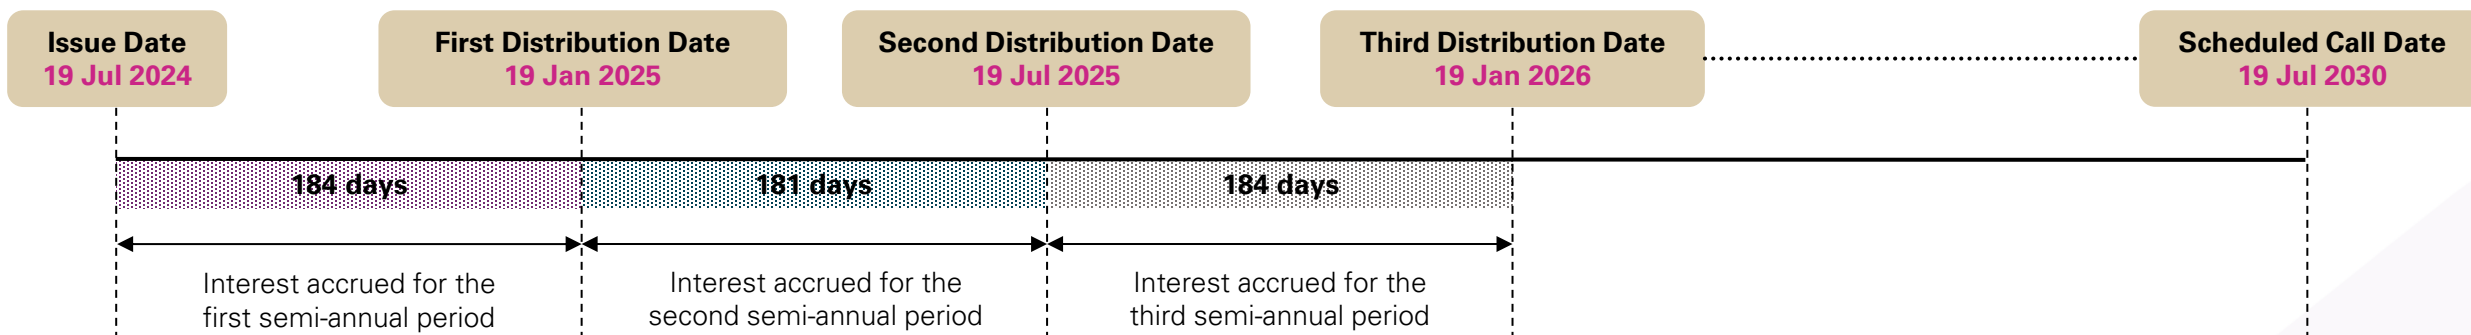 Issue Date
19 Jul 2024
First Distribution Date
19 Jan 2025
Second Distribution Date
19 Jul 2025
Third Distribution Date
19 Jan 2026
Scheduled Call Date
19 Jul 2030
184 days
181 days
184 days
Interest accrued for the
first semi-annual period
Interest accrued for the
second semi-annual period
Interest accrued for the
third semi-annual period